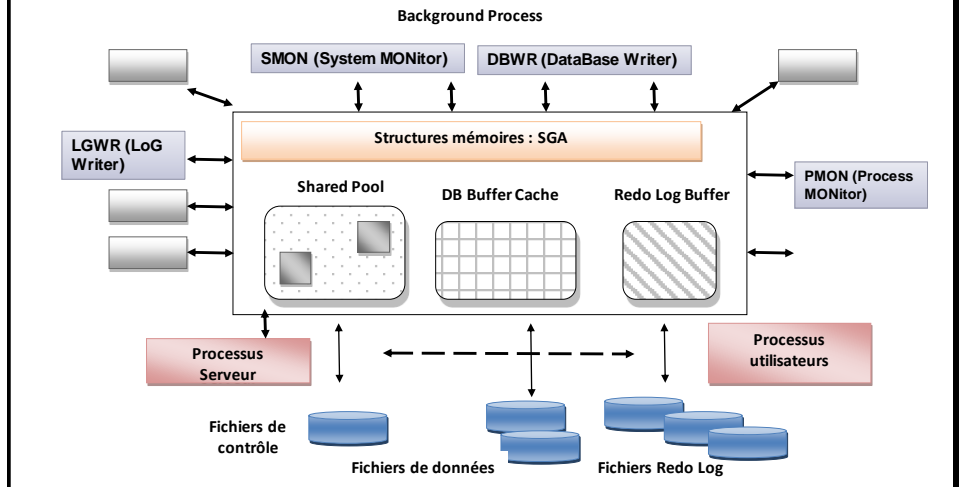 Background Process
SMON (System MONitor)
DBWR (DataBase Writer)
Structures mémoires : SGA
LGWR (LoG
Writer)
PMON (Process
MONitor)
Shared Pool
DB Buffer Cache
Redo Log Buffer
Processus
Serveur
Processus
utilisateurs
Fichiers de
contrôle
Fichiers de données
Fichiers Redo Log